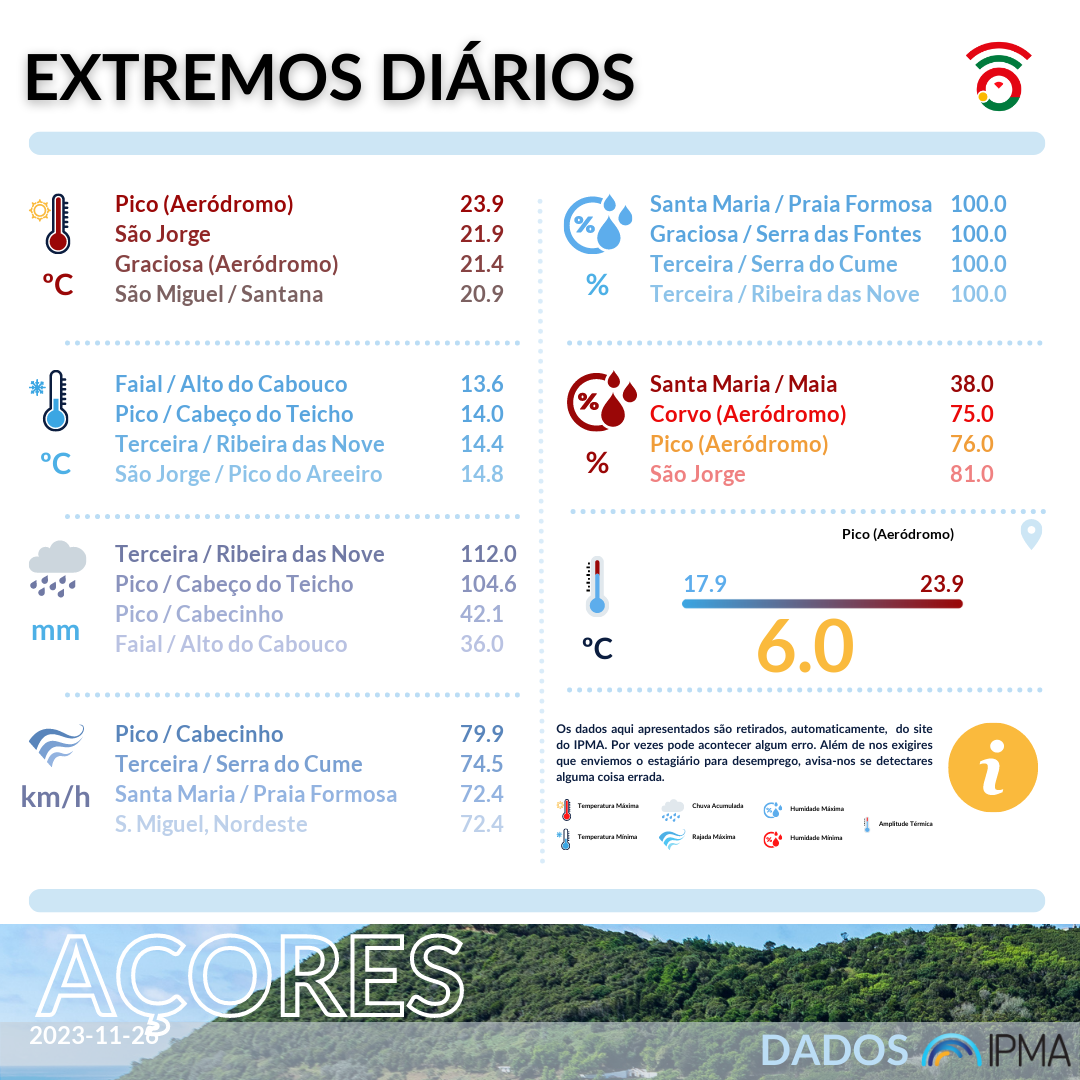 EXTREMOS DIÁRIOS
Pico (Aeródromo) 23.9
São Jorge 21.9
Graciosa (Aeródromo) 21.4
São Miguel / Santana 20.9
ºC
Faial / Alto do Cabouco 13.6
Pico / Cabeço do Teicho 14.0
Terceira / Ribeira das Nove 14.4
São Jorge / Pico do Areeiro 14.8
ºC
Terceira / Ribeira das Nove 112.0
Pico / Cabeço do Teicho 104.6
Pico / Cabecinho 42.1
Faial / Alto do Cabouco 36.0
mm
Pico / Cabecinho 79.9
Terceira / Serra do Cume 74.5
Santa Maria / Praia Formosa 72.4
S. Miguel, Nordeste 72.4
km/h
%
Santa Maria / Praia Formosa 100.0
Graciosa / Serra das Fontes 100.0
Terceira / Serra do Cume 100.0
Terceira / Ribeira das Nove 100.0
%
%
Santa Maria / Maia 38.0
Corvo (Aeródromo) 75.0
Pico (Aeródromo) 76.0
São Jorge 81.0
%
Pico (Aeródromo)
17.9 23.9
ºC
6.0
Os dados aqui apresentados são retirados, automaticamente, do site
do IPMA. Por vezes pode acontecer algum erro. Além de nos exigires
que enviemos o estagiário para desemprego, avisa-nos se detectares
alguma coisa errada.
i
Temperatura Máxima
Chuva Acumulada
Humidade Máxima
Amplitude Térmica
Temperatura Mínima
Rajada Máxima
Humidade Mínima
AÇORES
2023-11-26
DADOS IPMA